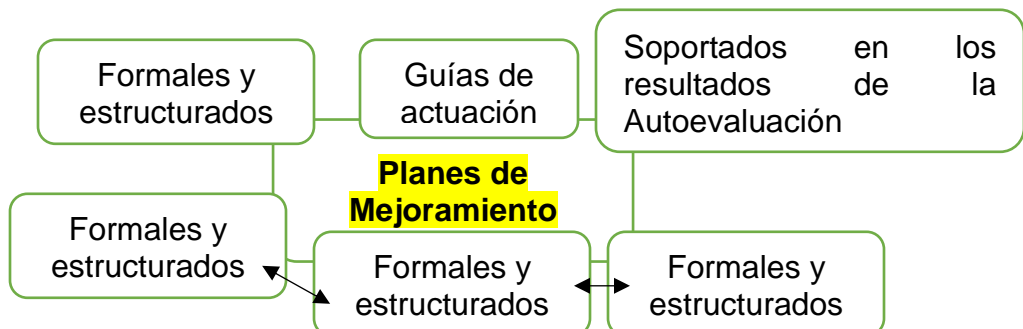 Formales y
estructurados
Guías de
actuación
Soportados en los
resultados de la
Autoevaluación
Planes de
Mejoramiento
Formales y
estructurados
Formales y
estructurados
Formales y
estructurados